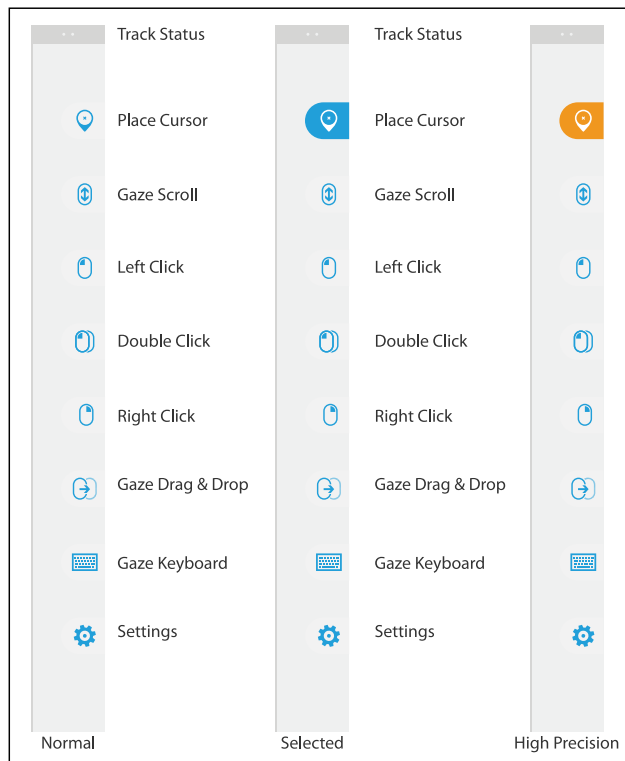 Track Status Track Status
Place Cursor Place Cursor
Gaze Scroll Gaze Scroll
Left Click Left Click
Double Click Double Click
Right Click Right Click
Gaze Drag & Drop Gaze Drag & Drop
Gaze Keyboard Gaze Keyboard
Settings Settings
Normal Selected High Precision